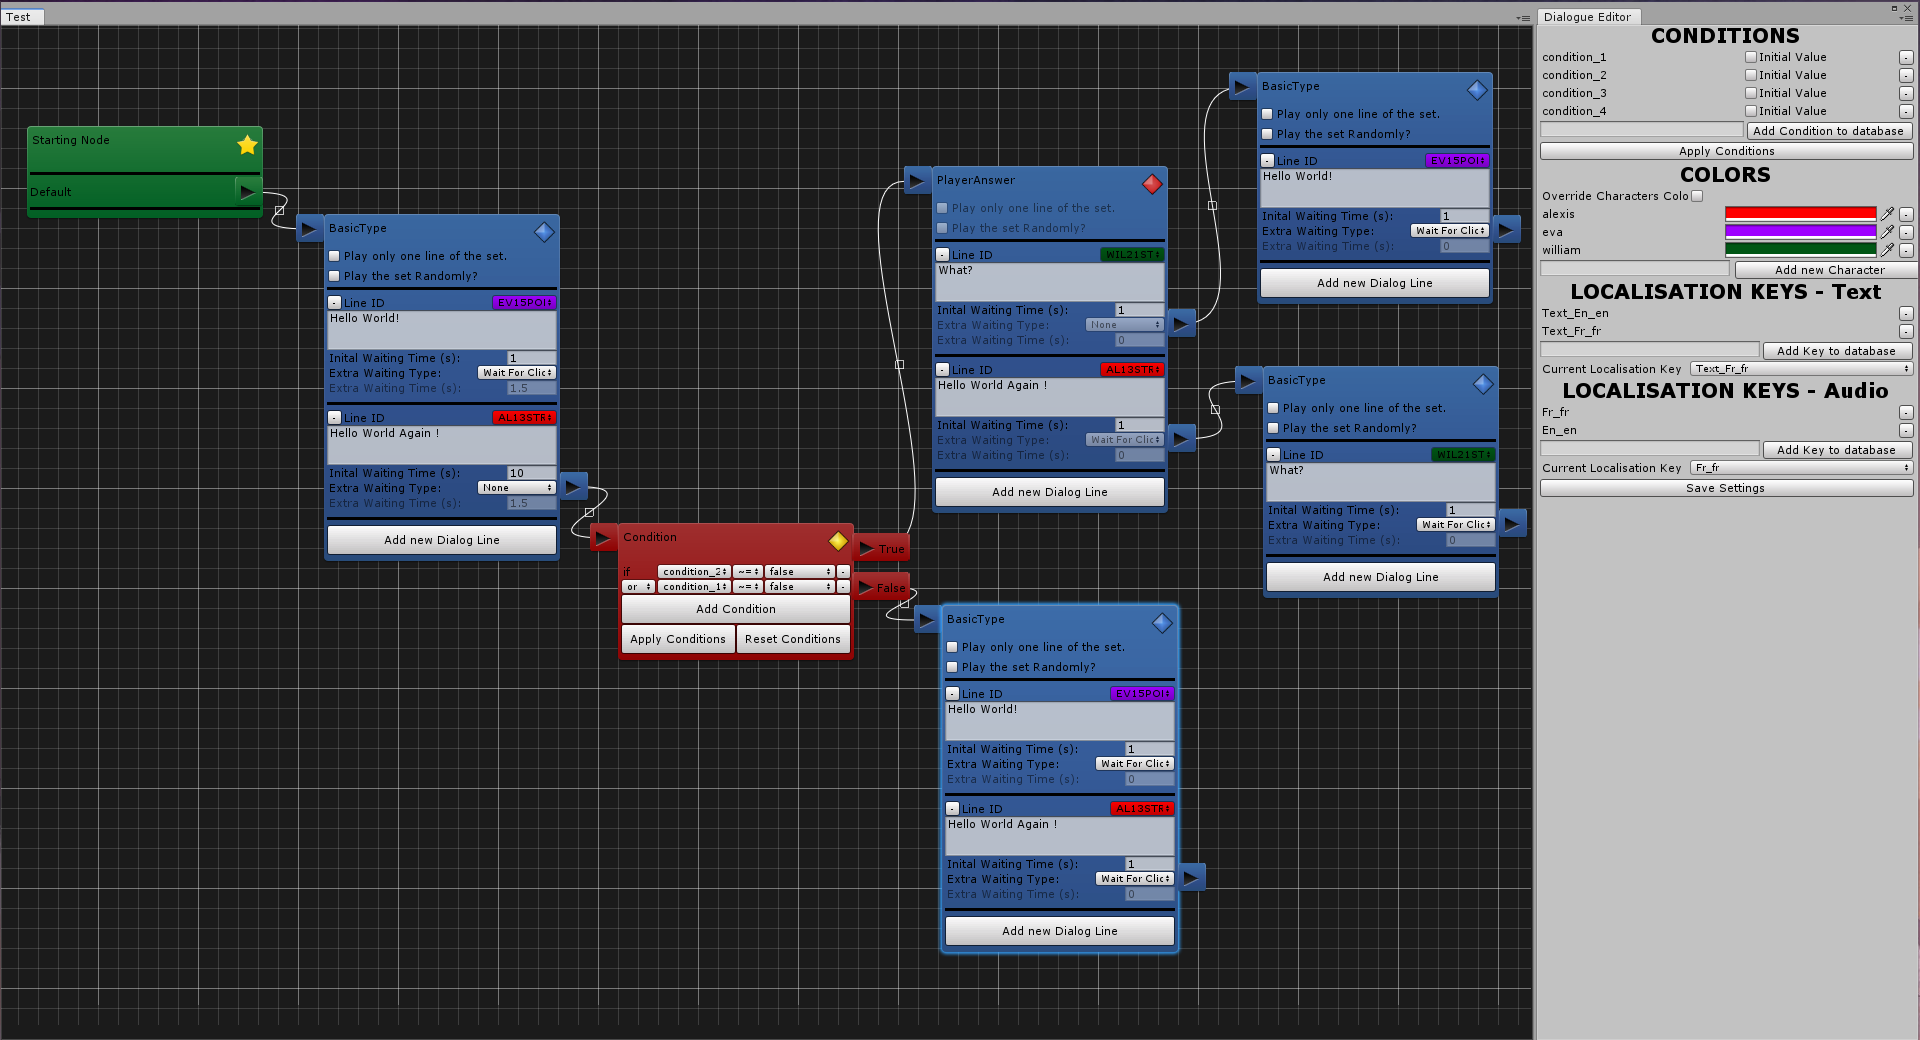 Test
Starting Node
Default
BasicType
Play only one line of the set.
Play the set Randomly?
Line ID
EV15POI
Hello World!
Inital Waiting Time (s): 1
Extra Waiting Type: Wait For Clic
Extra Waiting Time (s): 1.5
Line ID
AL13STR
Hello World Again !
Inital Waiting Time (s): 10
Extra Waiting Type: None
Extra Waiting Time (s): 1.5
Add new Dialog Line
Condition
True
False
if condition_2 ~= false -
or condition_1 ~= false -
Add Condition
Apply Conditions Reset Conditions
PlayerAnswer
Play only one line of the set.
Play the set Randomly?
Line ID
WIL21ST
What?
Inital Waiting Time (s): 1
Extra Waiting Type: None
Extra Waiting Time (s): 0
Line ID
AL13STR
Hello World Again !
Inital Waiting Time (s): 1
Extra Waiting Type: Wait For Clic
Extra Waiting Time (s): 0
Add new Dialog Line
BasicType
Play only one line of the set.
Play the set Randomly?
Line ID
EV15POI
Hello World!
Inital Waiting Time (s): 1
Extra Waiting Type: Wait For Clic
Extra Waiting Time (s): 0
Line ID
AL13STR
Hello World Again !
Inital Waiting Time (s): 1
Extra Waiting Type: Wait For Clic
Extra Waiting Time (s): 0
Add new Dialog Line
BasicType
Play only one line of the set.
Play the set Randomly?
Line ID
EV15POI
Hello World!
Inital Waiting Time (s): 1
Extra Waiting Type: Wait For Clic
Extra Waiting Time (s): 0
Add new Dialog Line
BasicType
Play only one line of the set.
Play the set Randomly?
Line ID
WIL21ST
What?
Inital Waiting Time (s): 1
Extra Waiting Type: Wait For Clic
Extra Waiting Time (s): 0
Add new Dialog Line
Dialogue Editor
CONDITIONS
condition_1 Initial Value -
condition_2 Initial Value -
condition_3 Initial Value -
condition_4 Initial Value -
Add Condition to database
Apply Conditions
COLORS
Override Characters Colo
alexis -
eva -
william -
Add new Character
LOCALISATION KEYS - Text
Text_En_en -
Text_Fr_fr -
Add Key to database
Current Localisation Key Text_Fr_fr
LOCALISATION KEYS - Audio
Fr_fr -
En_en -
Add Key to database
Current Localisation Key Fr_fr
Save Settings